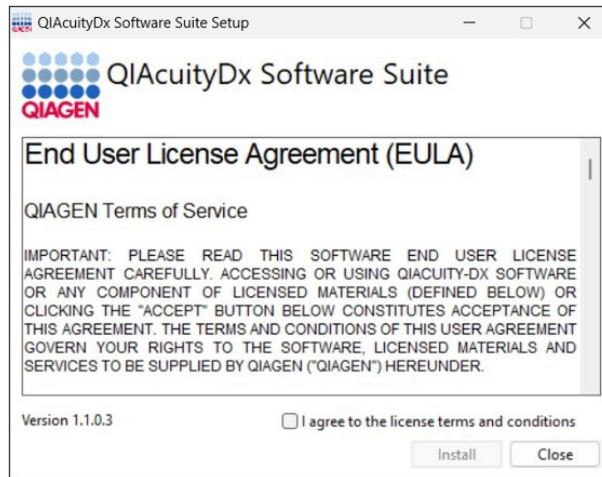 QIAcuityDx Software Suite Setup
QIAGEN
QIAcuityDx Software Suite
QIAGEN
End User License Agreement (EULA)
QIAGEN Terms of Service
IMPORTANT: PLEASE READ THIS SOFTWARE END USER LICENSE
AGREEMENT CAREFULLY. ACCESSING OR USING QIACUITY-DX SOFTWARE
OR ANY COMPONENT OF LICENSED MATERIALS (DEFINED BELOW) OR
CLICKING THE "ACCEPT" BUTTON BELOW CONSTITUTES ACCEPTANCE OF
THIS AGREEMENT. THE TERMS AND CONDITIONS OF THIS USER AGREEMENT
GOVERN YOUR RIGHTS TO THE SOFTWARE, LICENSED MATERIALS AND
SERVICES TO BE SUPPLIED BY QIAGEN ("QIAGEN") HEREUNDER.
Version 1.1.0.3
I agree to the license terms and conditions
Install
Close